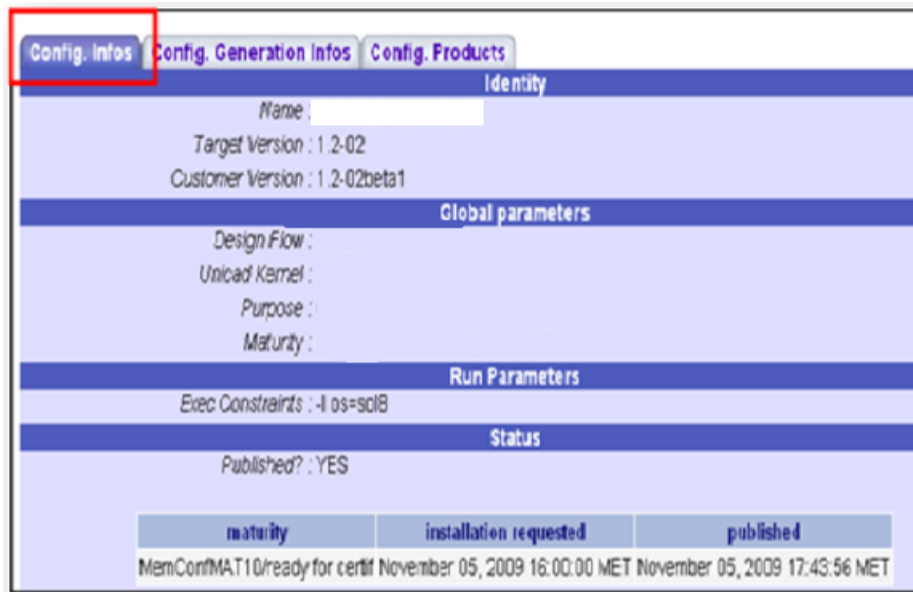 Config. Infos Config. Generation Infos Config. Products
Identity
Name :
Target Version : 1.2-02
Customer Version : 1.2-02beta1
Global parameters
Design Flow :
Unicad Kernel :
Purpose :
Maturity :
Run Parameters
Exec Constraints : -l os=sol8
Status
Published? : YES
maturity installation requested published
MemConfMAT10/ready for certif November 05, 2009 16:00:00 MET November 05, 2009 17:43:56 MET